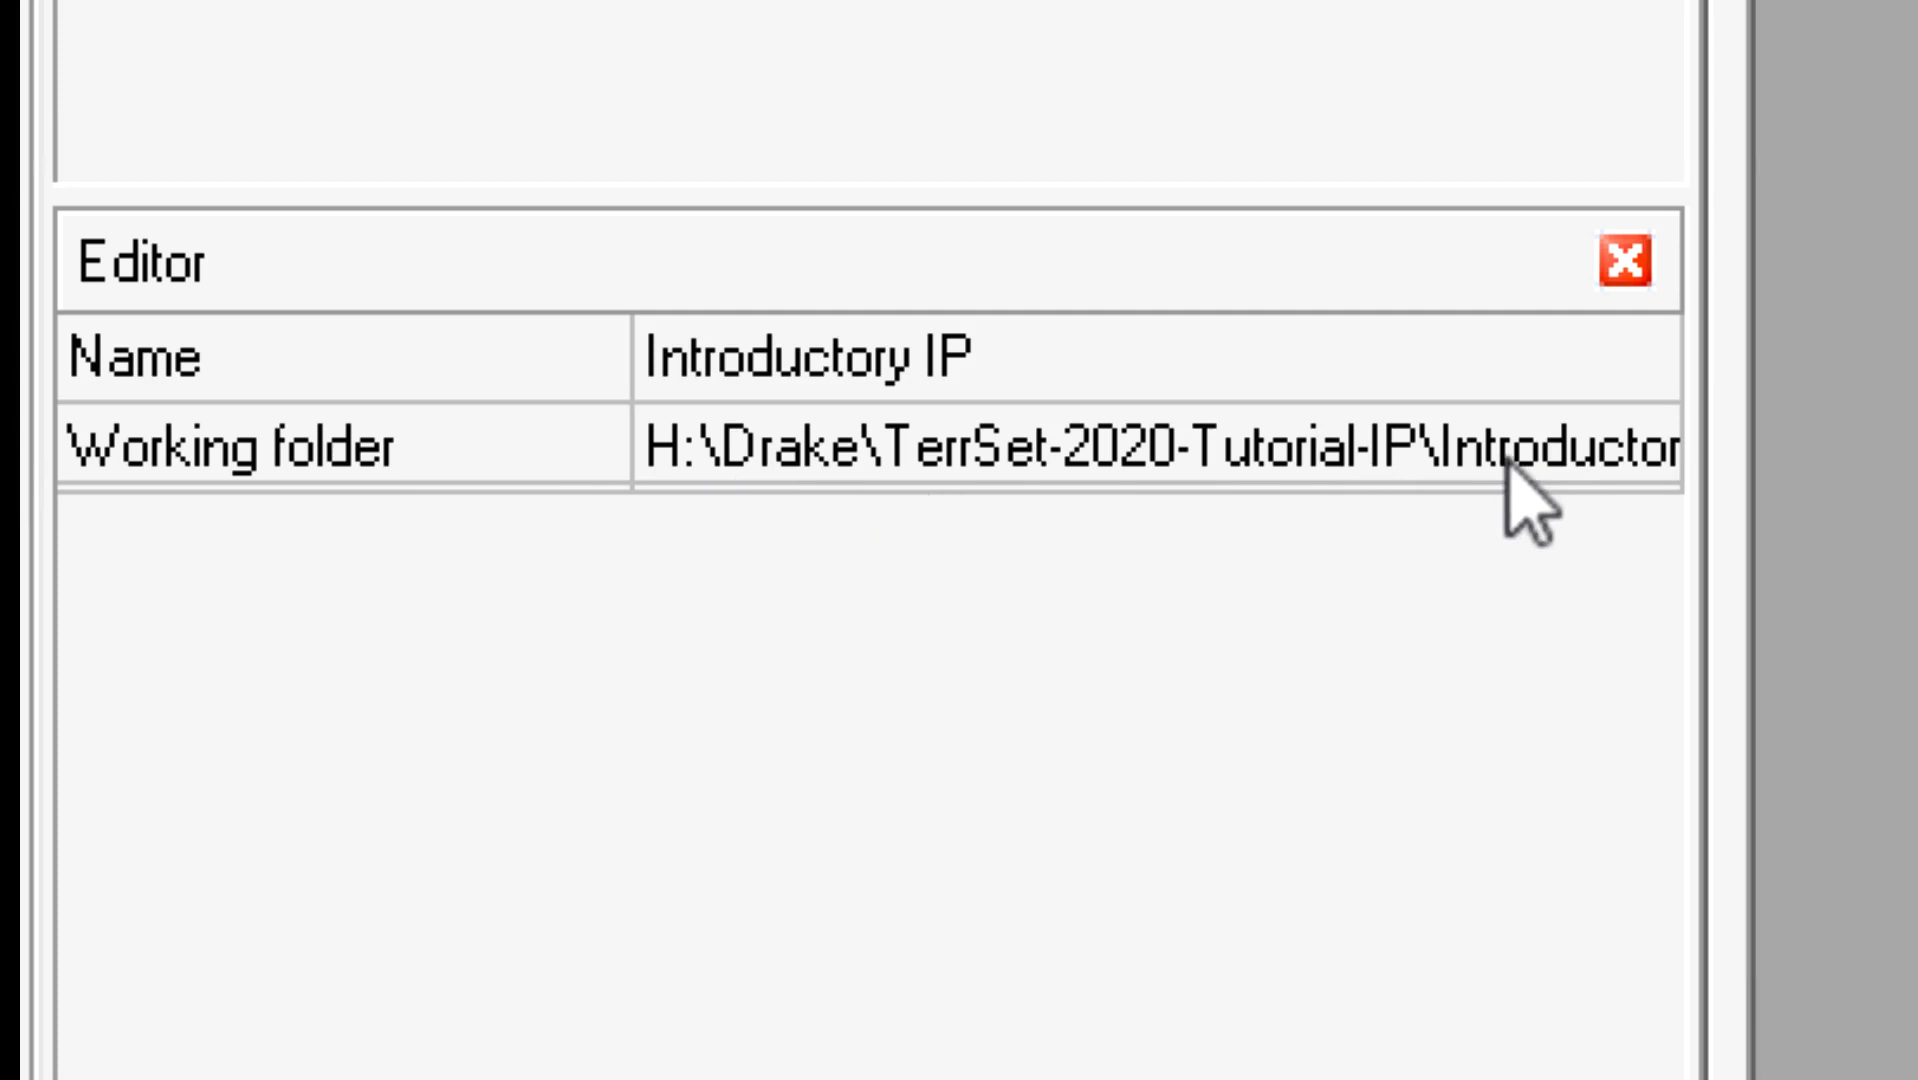 Editor
Name Introductory IP
Working folder H:\Drake\TerrSet-2020-Tutorial-IP\Introductor